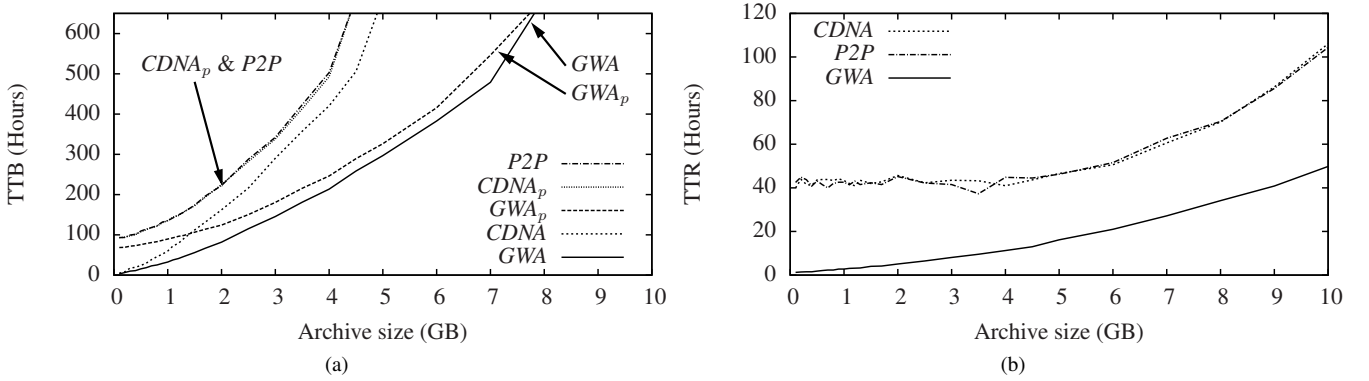 TTB (Hours)
600
500
400
300
200
100
0
CDNAp & P2P
GWA
GWAp
P2P
CDNAp
GWAp
CDNA
GWA
0 1 2 3 4 5 6 7 8 9 10
Archive size (GB)
(a)
TTR (Hours)
120
100
80
60
40
20
0
CDNA
P2P
GWA
0 1 2 3 4 5 6 7 8 9 10
Archive size (GB)
(b)